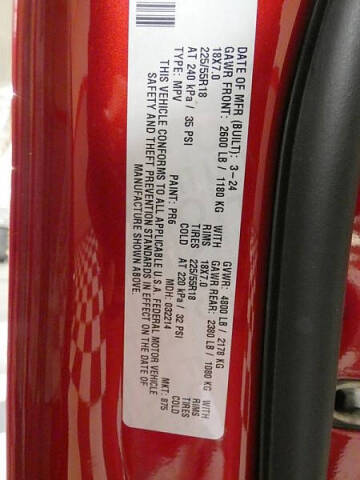 DATE OF MFR (BUILT): 3-24 GVWR: 4800 LB / 2178 KG
GAWR FRONT: 2600 LB / 1180 KG WITH GAWR REAR: 2380 LB / 1080 KG WITH
18X7.0 RIMS 18X7.0 RIMS
225/55R18 TIRES 225/55R18 TIRES
AT 240 kPa / 35 PSI COLD AT 220 kPa / 32 PSI COLD
TYPE: MPV PAINT: PR6 MDH: 032214 MKT: 875
THIS VEHICLE CONFORMS TO ALL APPLICABLE U.S.A. FEDERAL MOTOR VEHICLE
SAFETY AND THEFT PREVENTION STANDARDS IN EFFECT ON THE DATE OF
MANUFACTURE SHOWN ABOVE.